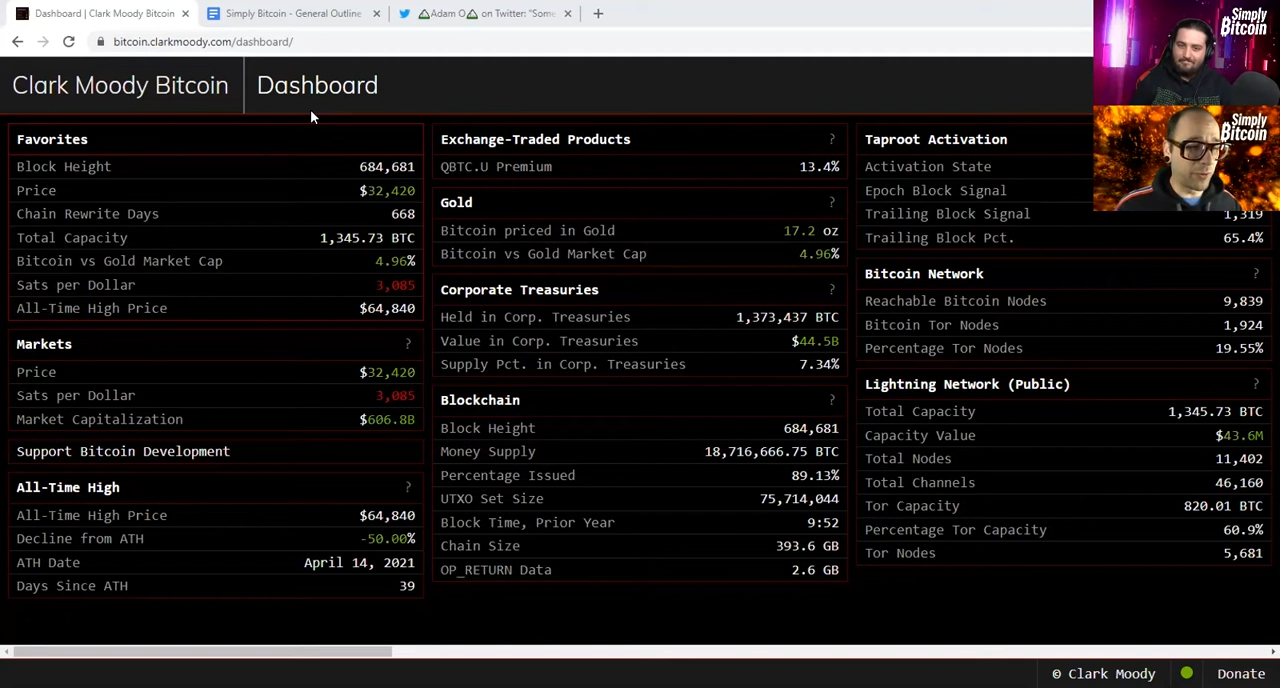 Dashboard | Clark Moody Bitcoin
Simply Bitcoin - General Outline
Adam O on Twitter: "Some
bitcoin.clarkmoody.com/dashboard/
Simply Bitcoin
Simply Bitcoin
Clark Moody Bitcoin
Dashboard
Favorites
Block Height 684,681
Price $32,420
Chain Rewrite Days 668
Total Capacity 1,345.73 BTC
Bitcoin vs Gold Market Cap 4.96%
Sats per Dollar 3,085
All-Time High Price $64,840
Markets ?
Price $32,420
Sats per Dollar 3,085
Market Capitalization $606.8B
Support Bitcoin Development
All-Time High ?
All-Time High Price $64,840
Decline from ATH -50.00%
ATH Date April 14, 2021
Days Since ATH 39
Exchange-Traded Products ?
QBTC.U Premium 13.4%
Gold ?
Bitcoin priced in Gold 17.2 oz
Bitcoin vs Gold Market Cap 4.96%
Corporate Treasuries ?
Held in Corp. Treasuries 1,373,437 BTC
Value in Corp. Treasuries $44.5B
Supply Pct. in Corp. Treasuries 7.34%
Blockchain ?
Block Height 684,681
Money Supply 18,716,666.75 BTC
Percentage Issued 89.13%
UTXO Set Size 75,714,044
Block Time, Prior Year 9:52
Chain Size 393.6 GB
OP_RETURN Data 2.6 GB
Taproot Activation
Activation State
Epoch Block Signal
Trailing Block Signal 1,319
Trailing Block Pct. 65.4%
Bitcoin Network ?
Reachable Bitcoin Nodes 9,839
Bitcoin Tor Nodes 1,924
Percentage Tor Nodes 19.55%
Lightning Network (Public) ?
Total Capacity 1,345.73 BTC
Capacity Value $43.6M
Total Nodes 11,402
Total Channels 46,160
Tor Capacity 820.01 BTC
Percentage Tor Capacity 60.9%
Tor Nodes 5,681
© Clark Moody
Donate